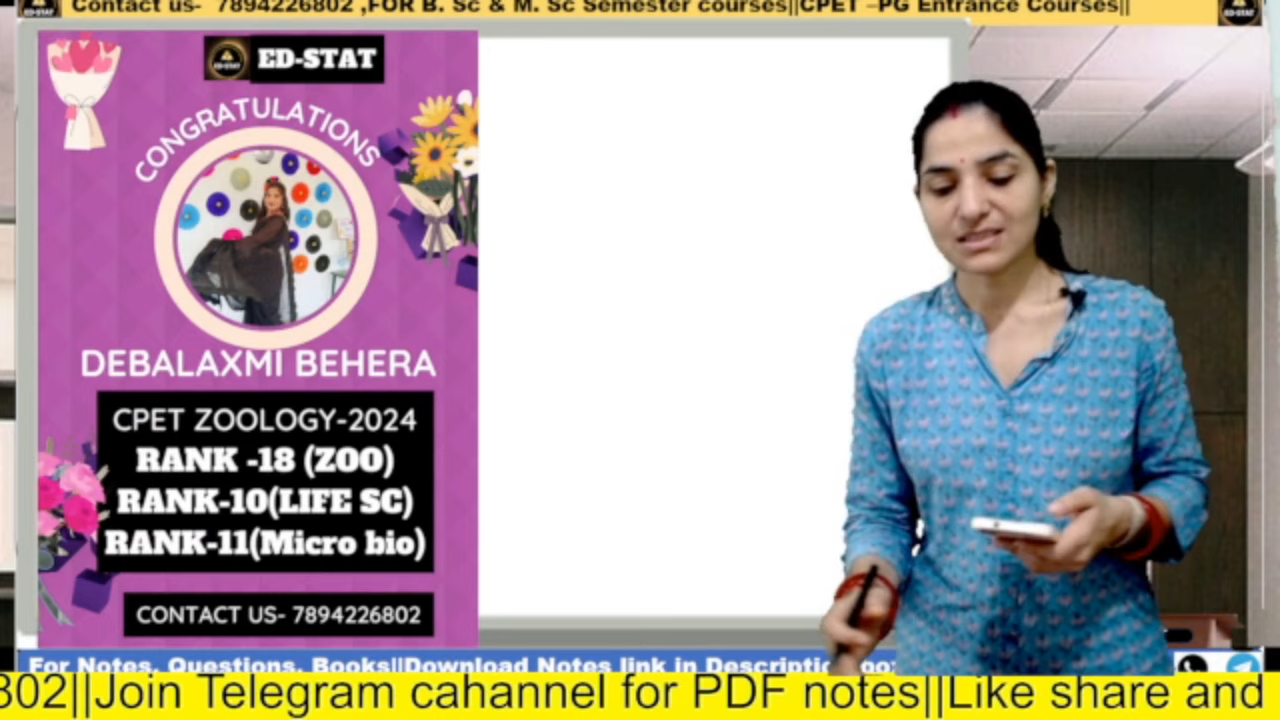 Contact us- 7894226802 ,FOR B. Sc & M. Sc Semester courses||CPET –PG Entrance Courses||
ED-STAT
CONGRATULATIONS
DEBALAXMI BEHERA
CPET ZOOLOGY-2024
RANK -18 (ZOO)
RANK-10(LIFE SC)
RANK-11(Micro bio)
CONTACT US- 7894226802
For Notes, Questions, Books||Download Notes link in
802||Join Telegram cahannel for PDF notes||Like share and